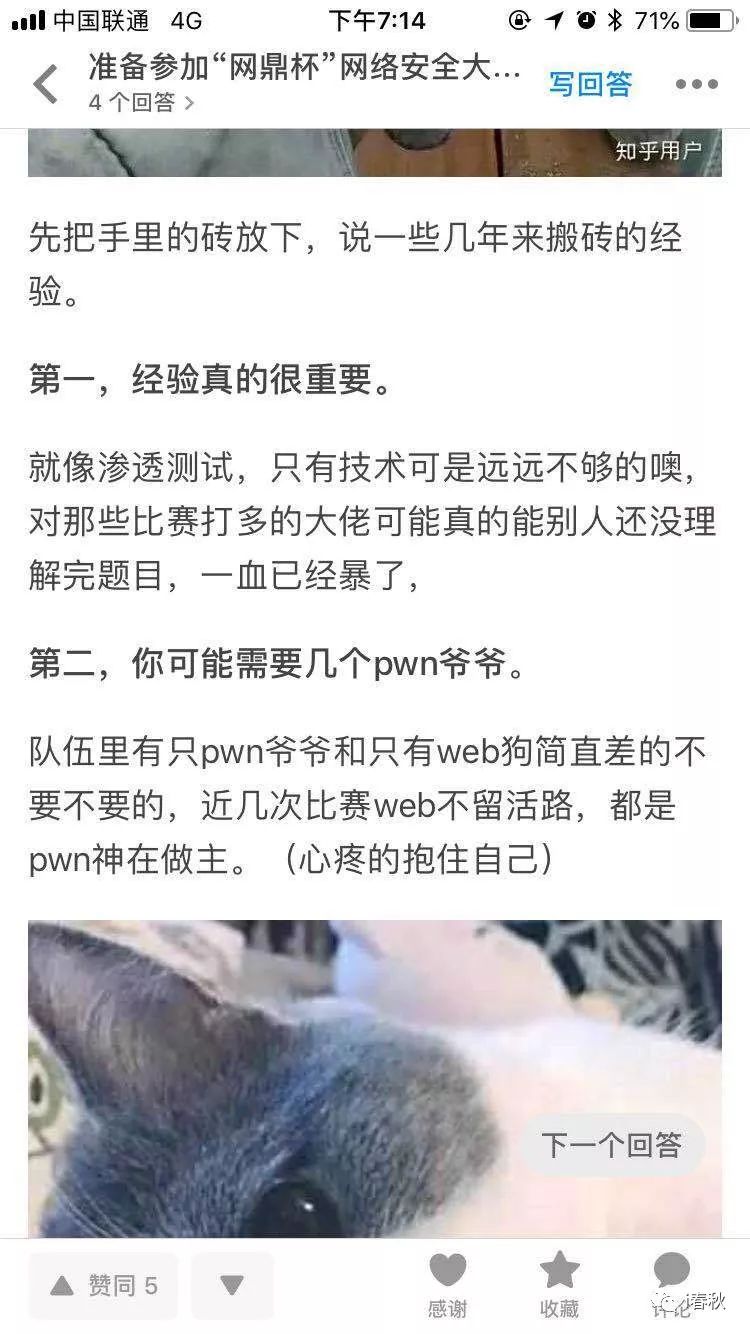 中国联通 4G 下午7:14 71%
准备参加“网鼎杯”网络安全大...
4 个回答
写回答
知乎用户
先把手里的砖放下，说一些几年来搬砖的经
验。
第一，经验真的很重要。
就像渗透测试，只有技术可是远远不够的噢，
对那些比赛打多的大佬可能真的能别人还没理
解完题目，一血已经暴了，
第二，你可能需要几个pwn爷爷。
队伍里有只pwn爷爷和只有web狗简直差的不
要不要的，近几次比赛web不留活路，都是
pwn神在做主。（心疼的抱住自己）
下一个回答
赞同 5
感谢
收藏
评论
i春秋